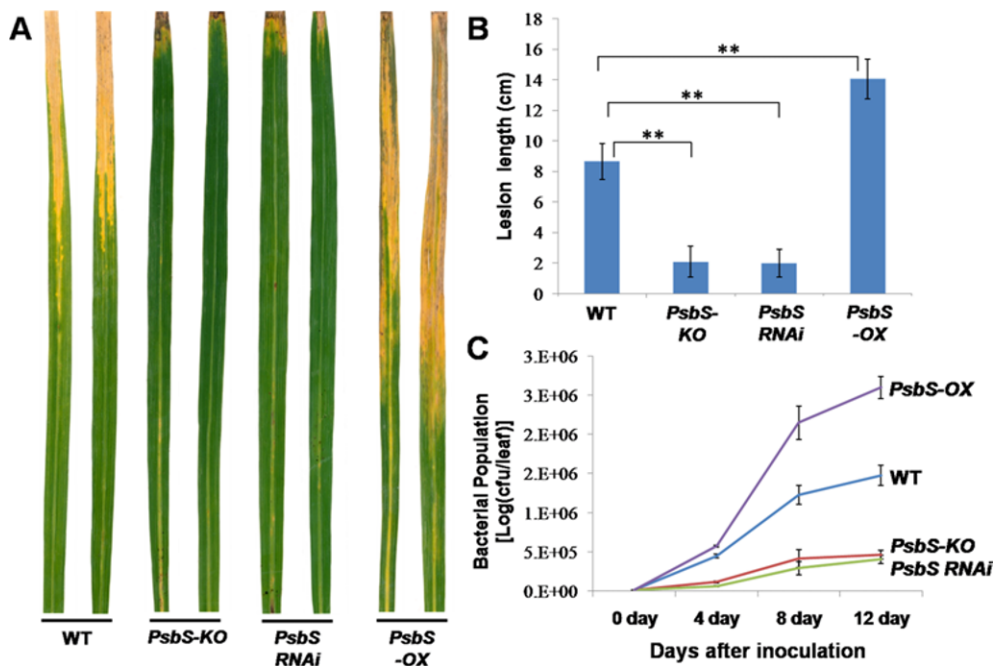 A
WT
PsbS-KO
PsbS
RNAi
PsbS
-OX
B
Lesion length (cm)
18
16
14
12
10
8
6
4
2
0
**
**
**
WT
PsbS-
KO
PsbS
RNAi
PsbS
-OX
C
Bacterial Population
[Log(cfu/leaf)]
3.E+06
3.E+06
2.E+06
2.E+06
1.E+06
5.E+05
0.E+00
PsbS-OX
WT
PsbS-KO
PsbS RNAi
0 day
4 day
8 day
12 day
Days after inoculation